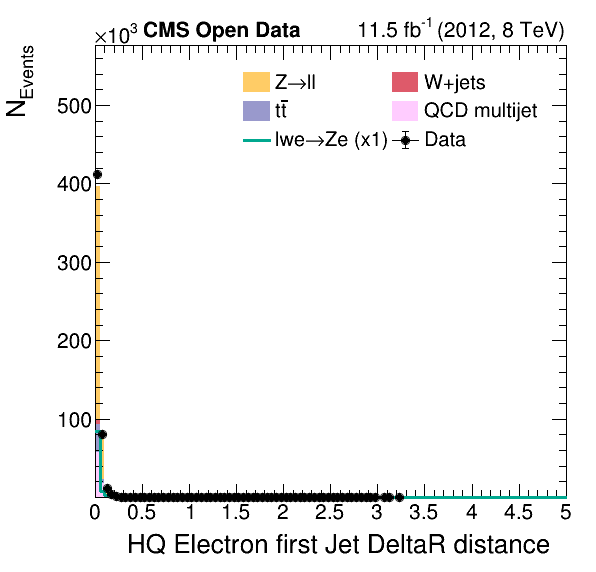 ×10³ CMS Open Data 11.5 fb⁻¹ (2012, 8 TeV)
N_Events
Z→ll W+jets
tt̄ QCD multijet
lwe→Ze (x1) Data
500
400
300
200
100
0 0.5 1 1.5 2 2.5 3 3.5 4 4.5 5
HQ Electron first Jet DeltaR distance